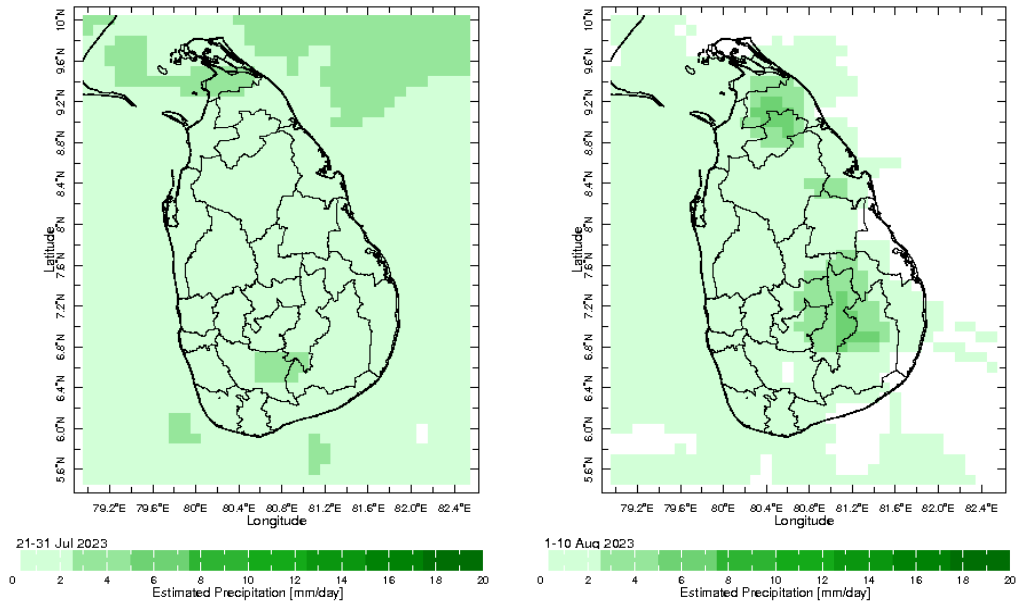 10°N
9.6°N
9.2°N
8.8°N
8.4°N
8°N
7.6°N
7.2°N
6.8°N
6.4°N
6.0°N
5.6°N
Latitude
79.2°E 79.6°E 80°E 80.4°E 80.8°E 81.2°E 81.6°E 82.0°E 82.4°E
Longitude
21-31 Jul 2023
0 2 4 6 8 10 12 14 16 18 20
Estimated Precipitation [mm/day]
10°N
9.6°N
9.2°N
8.8°N
8.4°N
8°N
7.6°N
7.2°N
6.8°N
6.4°N
6.0°N
5.6°N
Latitude
79.2°E 79.6°E 80°E 80.4°E 80.8°E 81.2°E 81.6°E 82.0°E 82.4°E
Longitude
1-10 Aug 2023
0 2 4 6 8 10 12 14 16 18 20
Estimated Precipitation [mm/day]